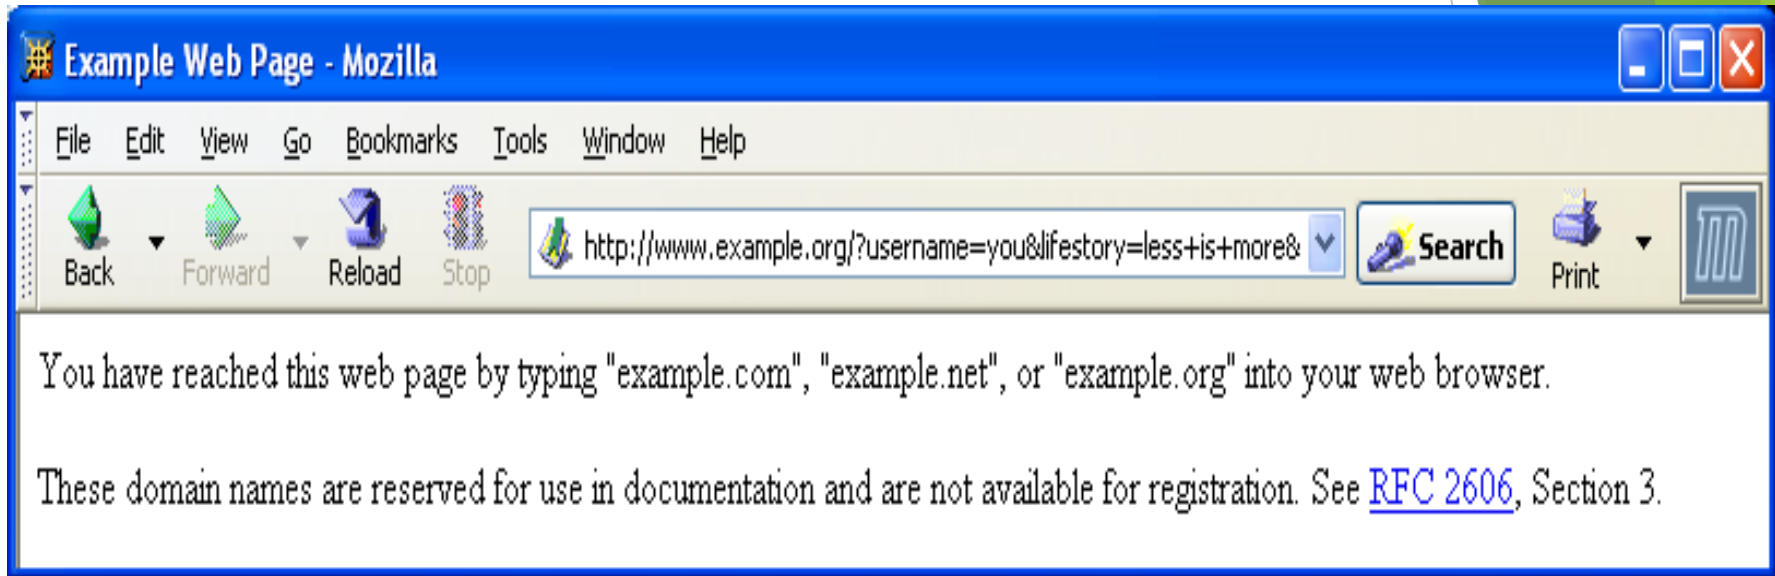 Example Web Page - Mozilla
File Edit View Go Bookmarks Tools Window Help
Back Forward Reload Stop http://www.example.org/?username=you&lifestory=less+is+more& Search Print m
You have reached this web page by typing "example.com", "example.net", or "example.org" into your web browser.
These domain names are reserved for use in documentation and are not available for registration. See RFC 2606, Section 3.